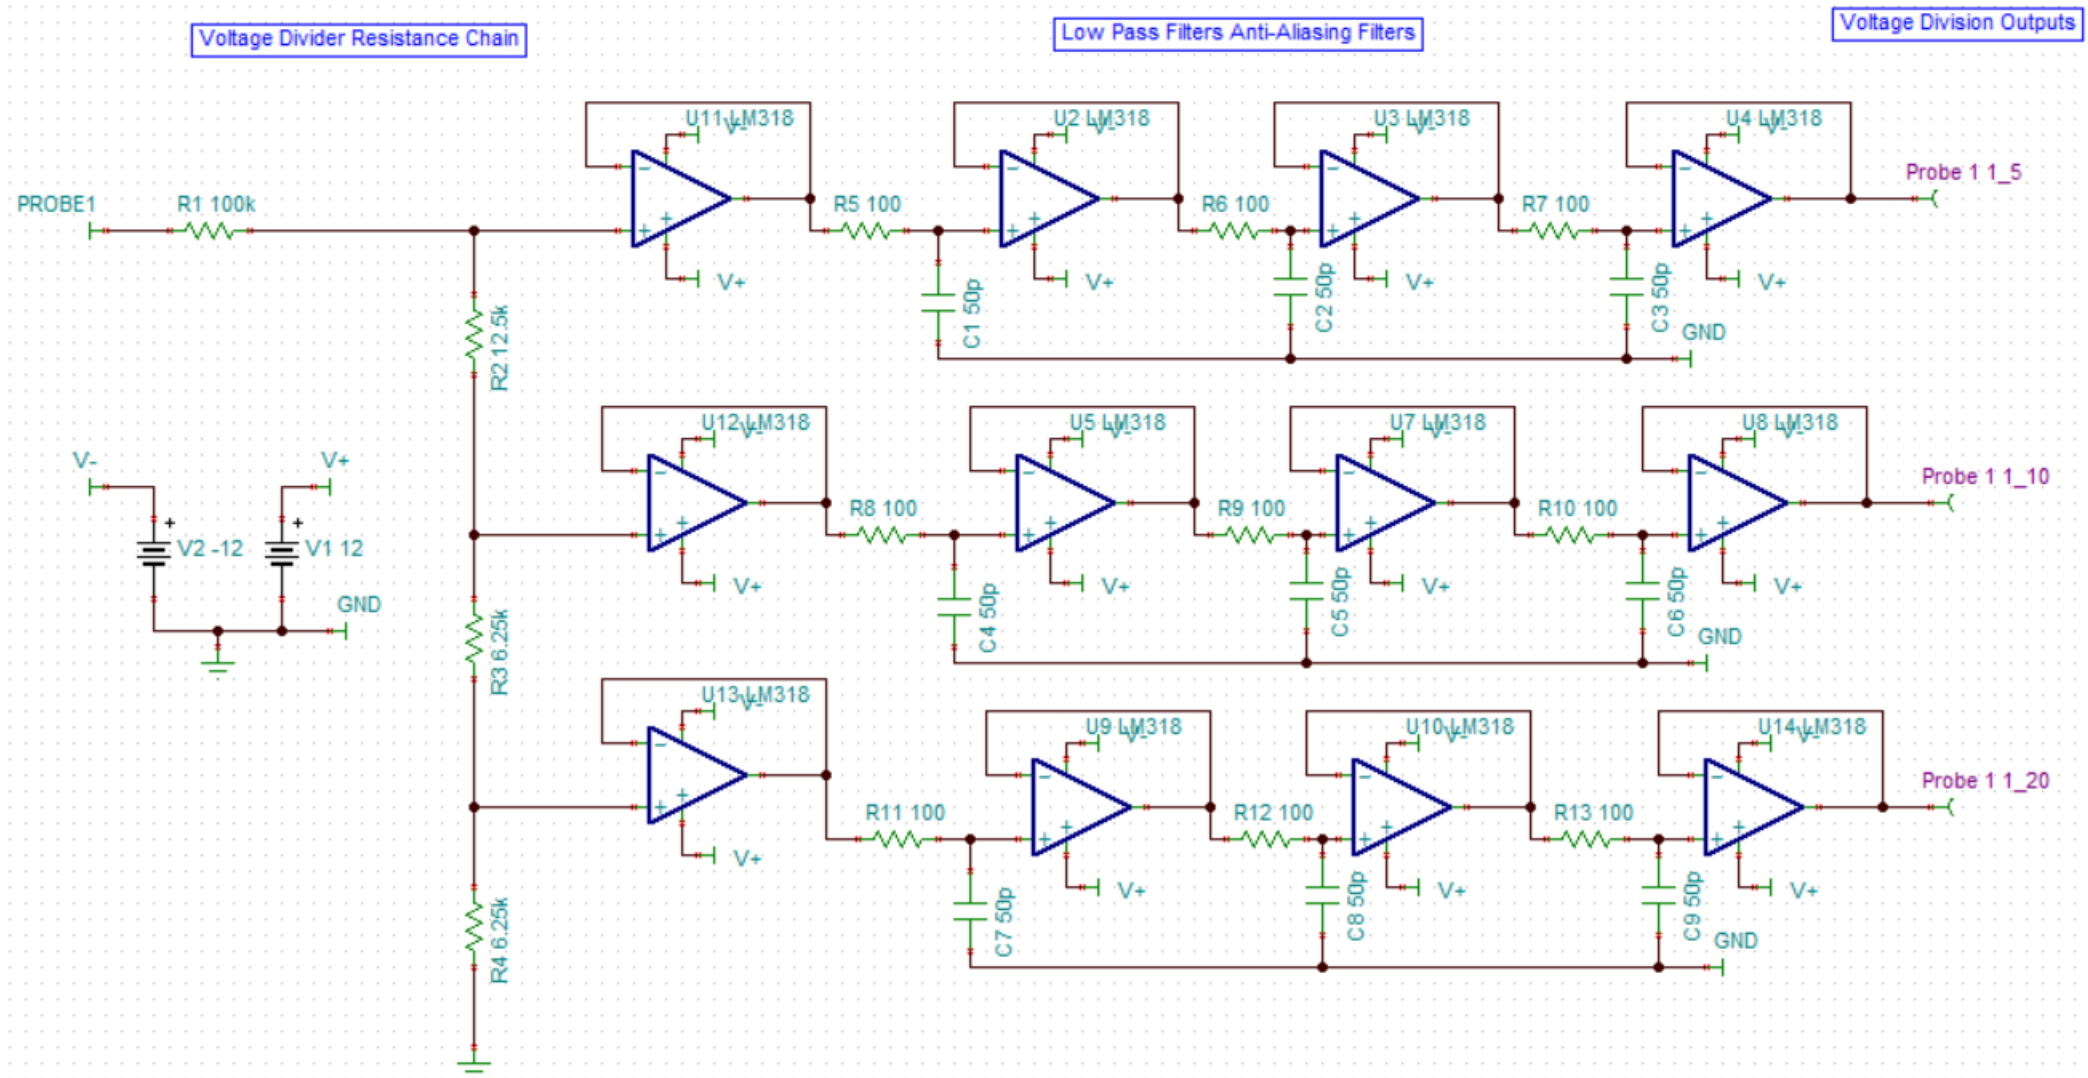 Voltage Divider Resistance Chain
Low Pass Filters Anti-Aliasing Filters
Voltage Division Outputs
U11 LM318
V-
U2 LM318
V-
U3 LM318
V-
U4 LM318
V-
Probe 1 1_5
PROBE1
R1 100k
R5 100
R6 100
R7 100
V+
V+
V+
V+
C1 50p
C2 50p
C3 50p
GND
R2 12.5k
U12 LM318
V-
U5 LM318
V-
U7 LM318
V-
U8 LM318
V-
Probe 1 1_10
V-
V+
R8 100
R9 100
R10 100
V2 -12
V1 12
V+
V+
V+
V+
GND
C4 50p
C5 50p
C6 50p
GND
R3 6.25k
U13 LM318
V-
U9 LM318
V-
U10 LM318
V-
U14 LM318
V-
Probe 1 1_20
R11 100
R12 100
R13 100
V+
V+
V+
V+
R4 6.25k
C7 50p
C8 50p
C9 50p
GND